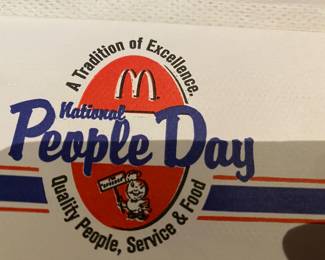 A Tradition of Excellence.
National
People Day
Quality People, Service & Food